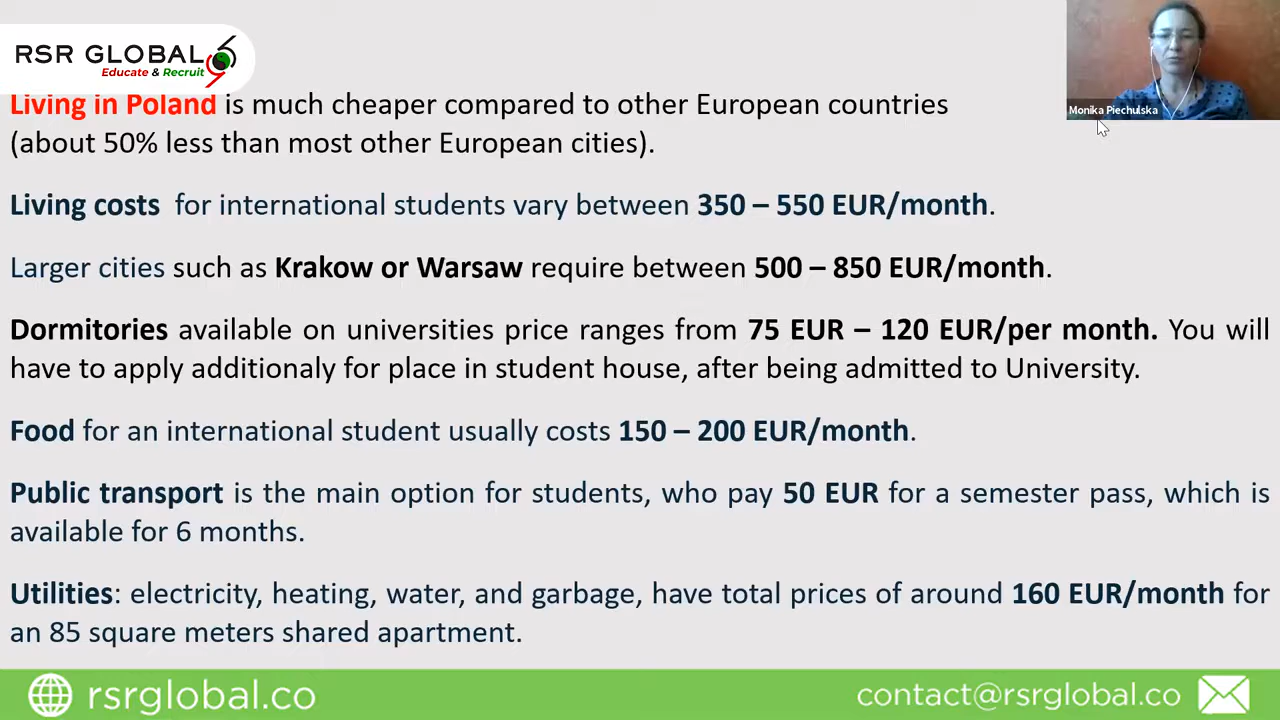 RSR GLOBAL
Educate & Recruit
Monika Piechulska
Living in Poland is much cheaper compared to other European countries
(about 50% less than most other European cities).
Living costs for international students vary between 350 – 550 EUR/month.
Larger cities such as Krakow or Warsaw require between 500 – 850 EUR/month.
Dormitories available on universities price ranges from 75 EUR – 120 EUR/per month. You will
have to apply additionaly for place in student house, after being admitted to University.
Food for an international student usually costs 150 – 200 EUR/month.
Public transport is the main option for students, who pay 50 EUR for a semester pass, which is
available for 6 months.
Utilities: electricity, heating, water, and garbage, have total prices of around 160 EUR/month for
an 85 square meters shared apartment.
rsrglobal.co
contact@rsrglobal.co